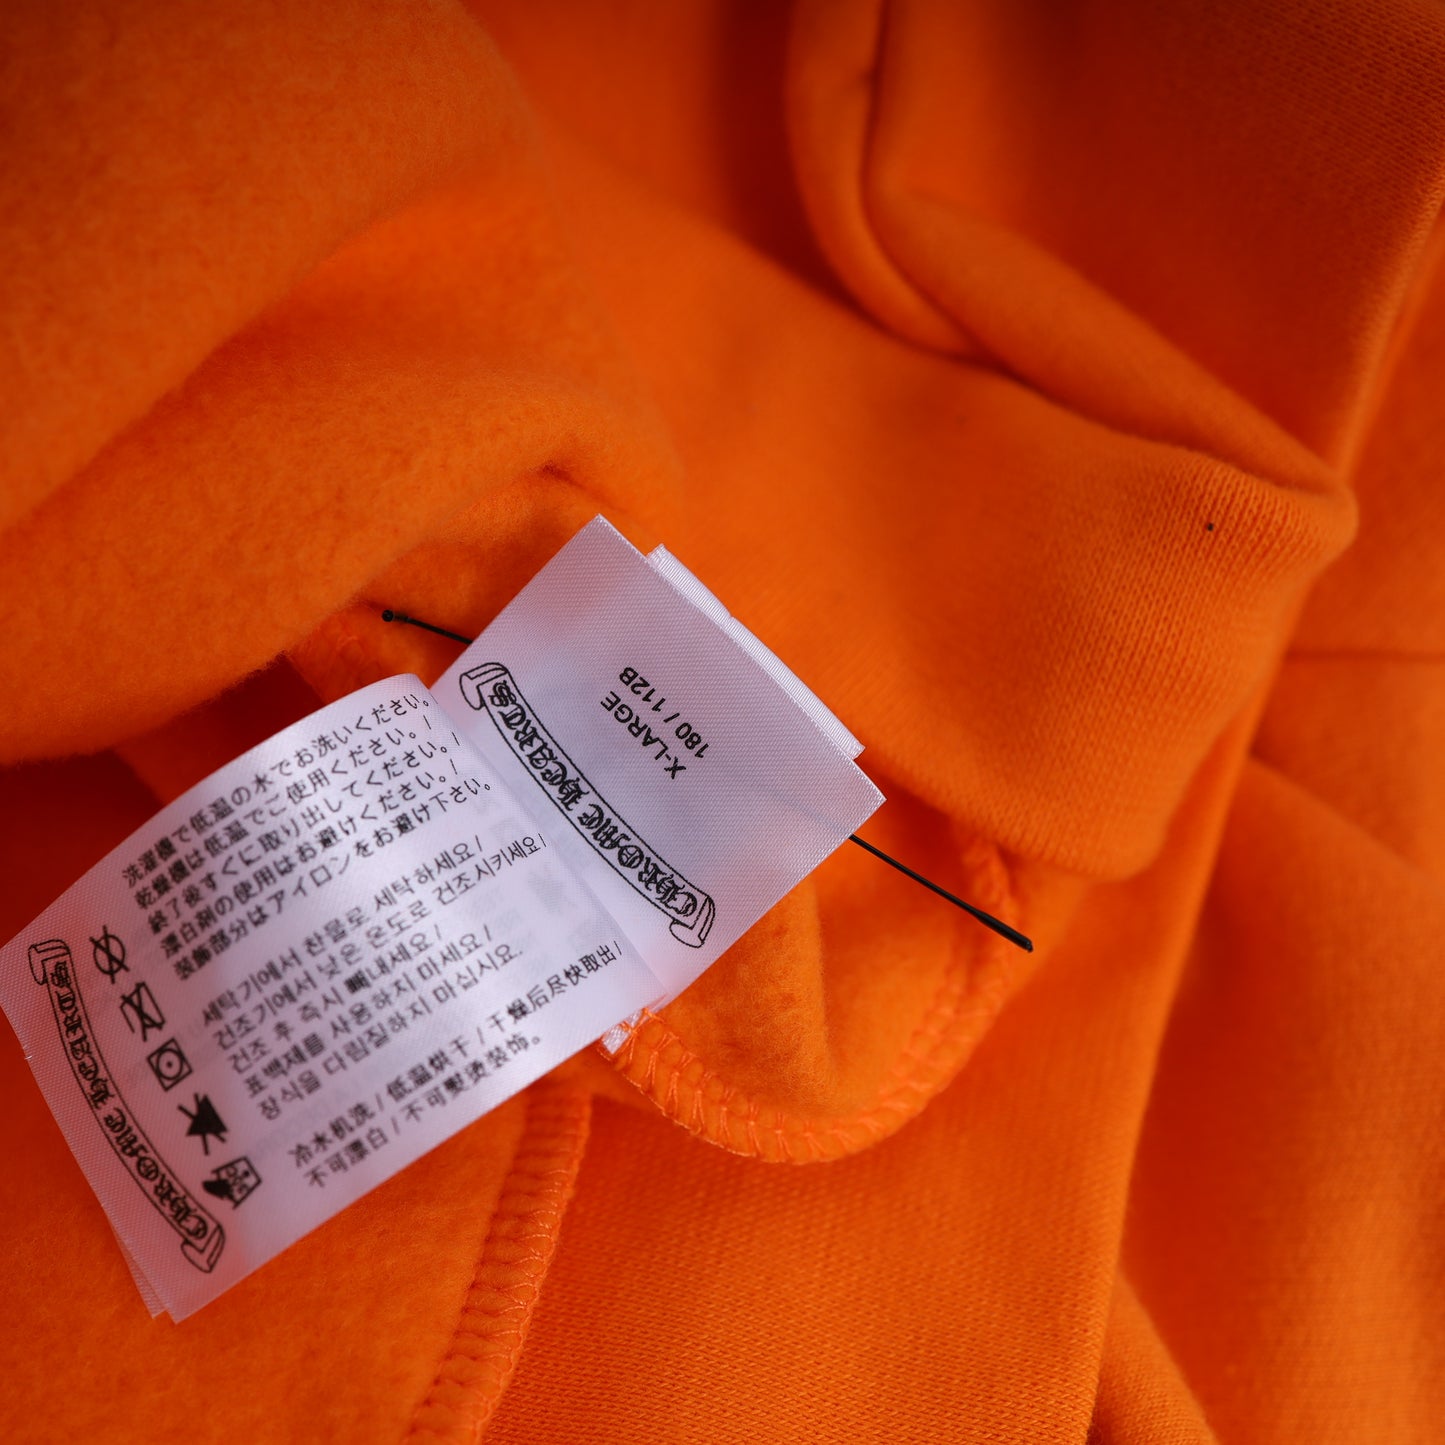 X-LARGE
180 / 112B
CHROME HEARTS
洗濯機で低温の水でお洗いください。/
乾燥機は低温でご使用ください。/
終了後すぐに取り出してください。/
漂白剤の使用はお避けください。/
装飾部分はアイロンをお避け下さい。
세탁기에서 찬물로 세탁하세요/
건조기에서 낮은 온도로 건조시키세요/
건조 후 즉시 빼내세요/
표백제를 사용하지 마세요/
장식을 다림질하지 마십시요.
冷水机洗 / 低温烘干 / 干燥后尽快取出/
不可漂白 / 不可熨烫装饰。
CHROME HEARTS